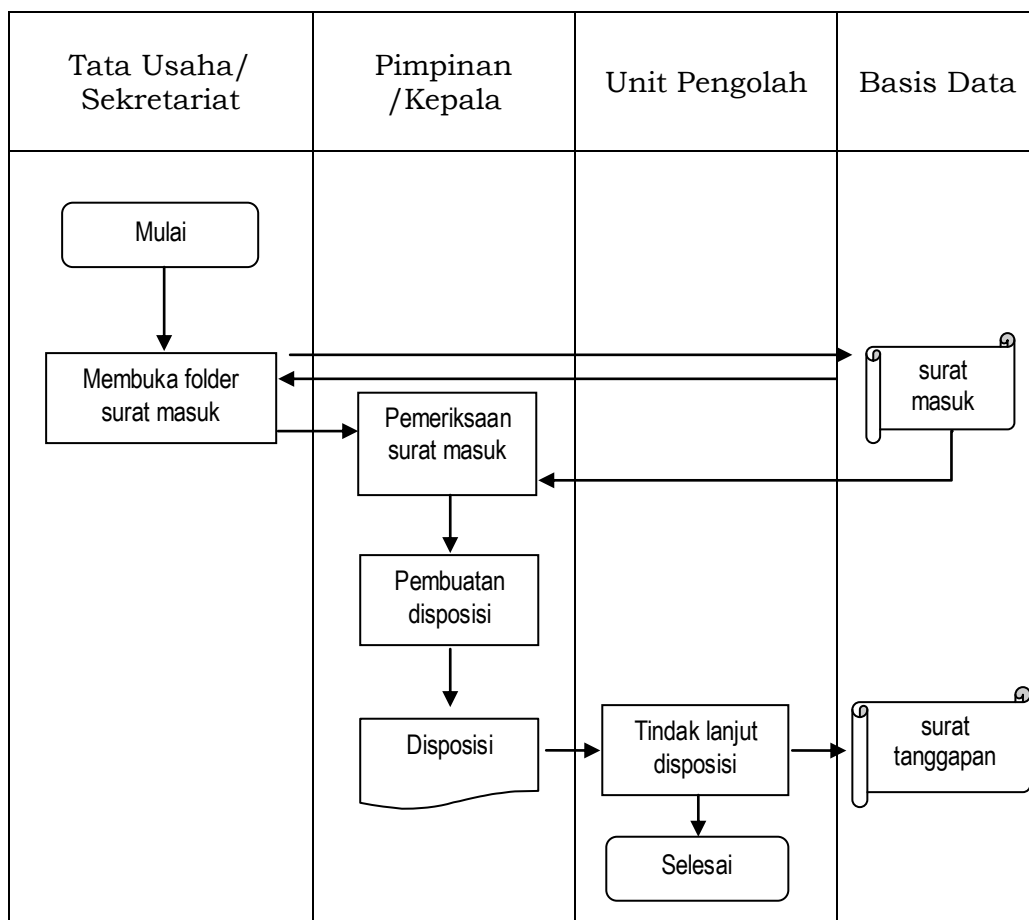 Tata Usaha/
Sekretariat
Pimpinan
/Kepala
Unit Pengolah
Basis Data
Mulai
Membuka folder
surat masuk
surat
masuk
Pemeriksaan
surat masuk
Pembuatan
disposisi
Disposisi
Tindak lanjut
disposisi
surat
tanggapan
Selesai